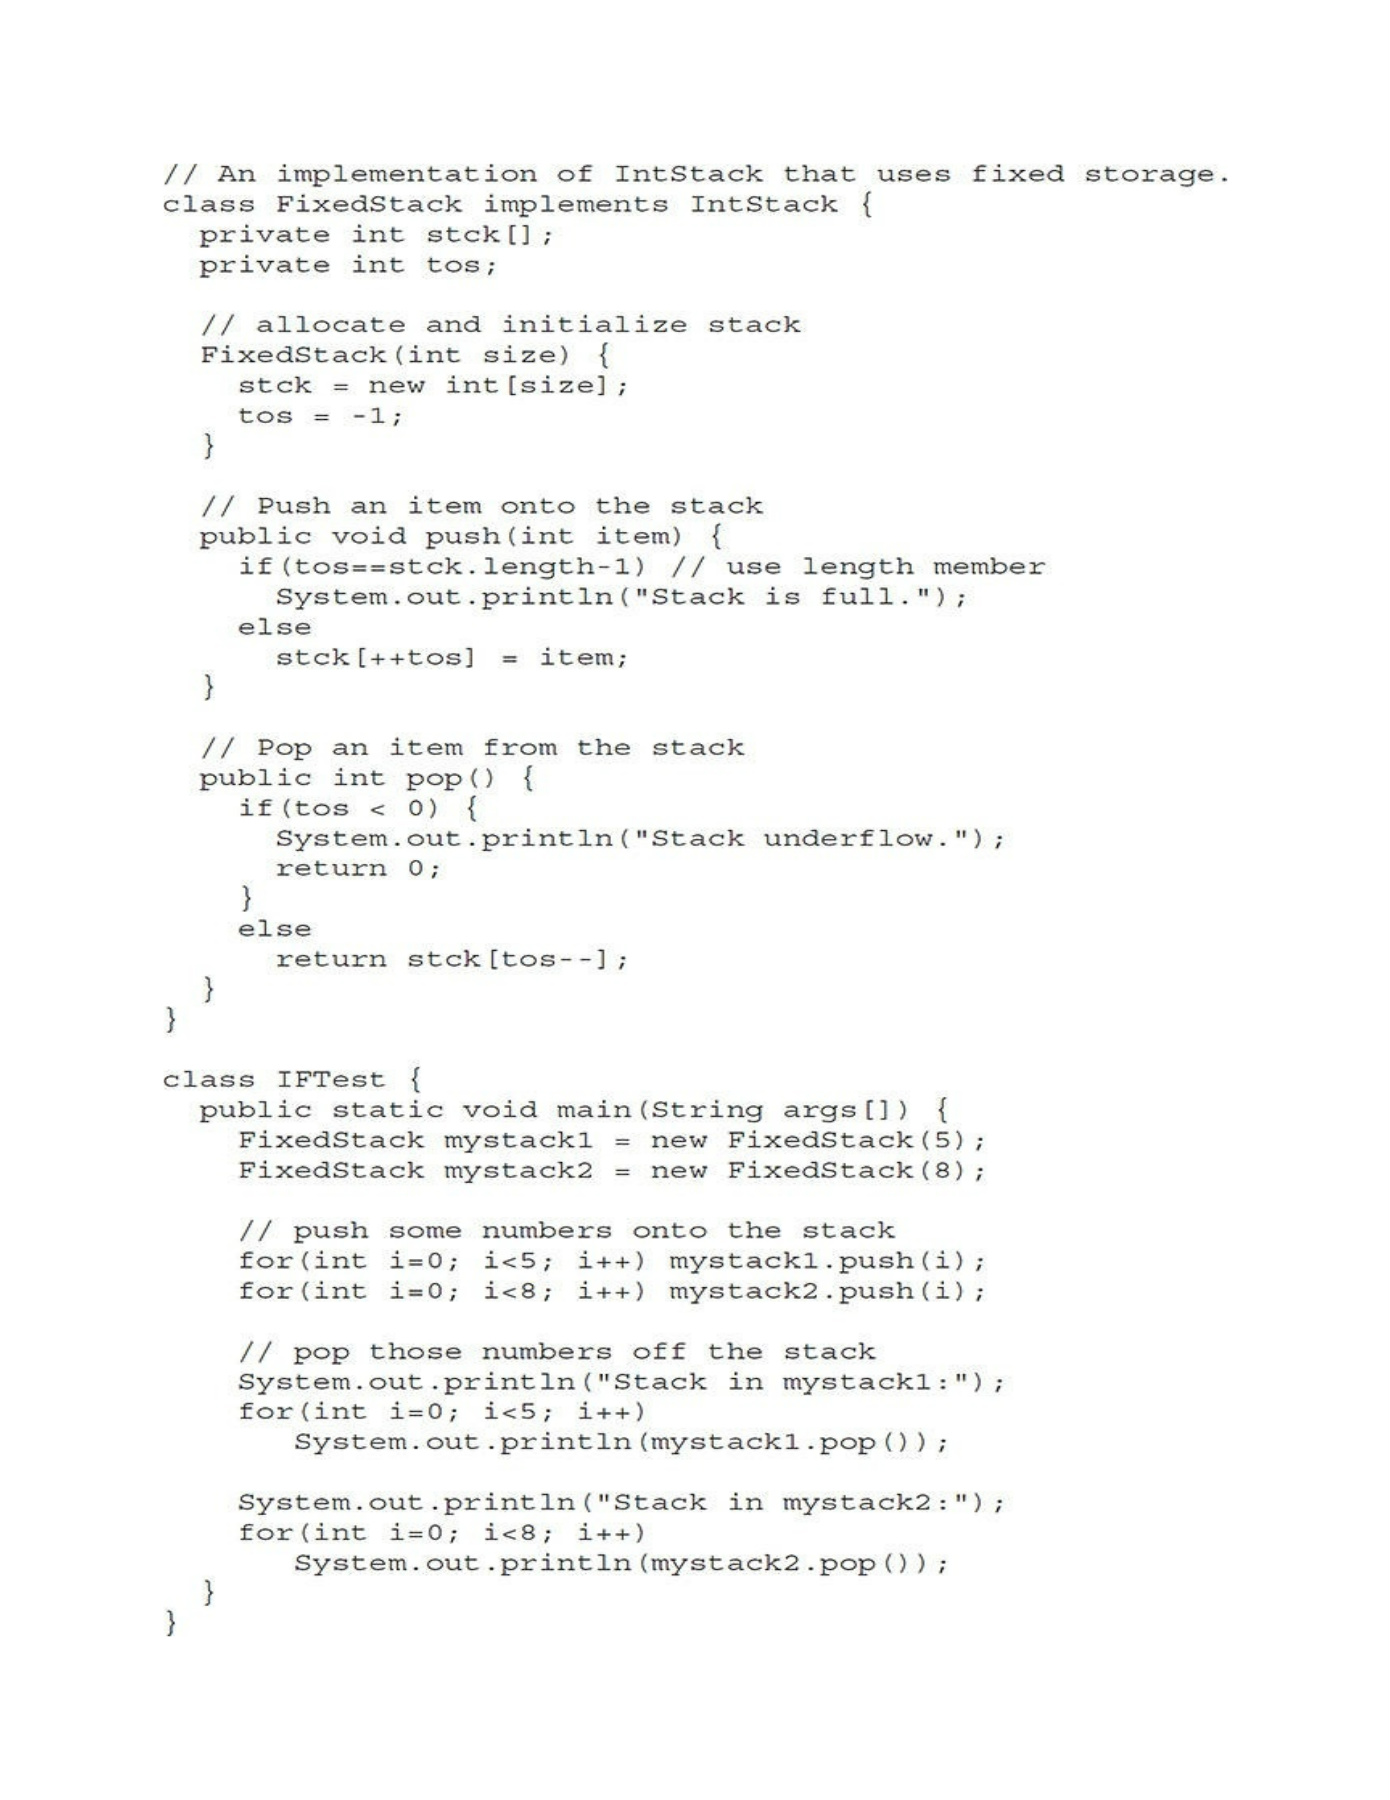 // An implementation of IntStack that uses fixed storage.
class FixedStack implements IntStack {
  private int stck[];
  private int tos;

  // allocate and initialize stack
  FixedStack(int size) {
    stck = new int[size];
    tos = -1;
  }

  // Push an item onto the stack
  public void push(int item) {
    if(tos==stck.length-1) // use length member
      System.out.println("Stack is full.");
    else
      stck[++tos] = item;
  }

  // Pop an item from the stack
  public int pop() {
    if(tos < 0) {
      System.out.println("Stack underflow.");
      return 0;
    }
    else
      return stck[tos--];
  }
}

class IFTest {
  public static void main(String args[]) {
    FixedStack mystack1 = new FixedStack(5);
    FixedStack mystack2 = new FixedStack(8);

    // push some numbers onto the stack
    for(int i=0; i<5; i++) mystack1.push(i);
    for(int i=0; i<8; i++) mystack2.push(i);

    // pop those numbers off the stack
    System.out.println("Stack in mystack1:");
    for(int i=0; i<5; i++)
       System.out.println(mystack1.pop());

    System.out.println("Stack in mystack2:");
    for(int i=0; i<8; i++)
       System.out.println(mystack2.pop());
  }
}